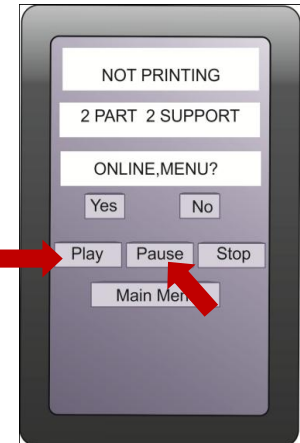 NOT PRINTING
2 PART 2 SUPPORT
ONLINE,MENU?
Yes No
Play Pause Stop
Main Menu